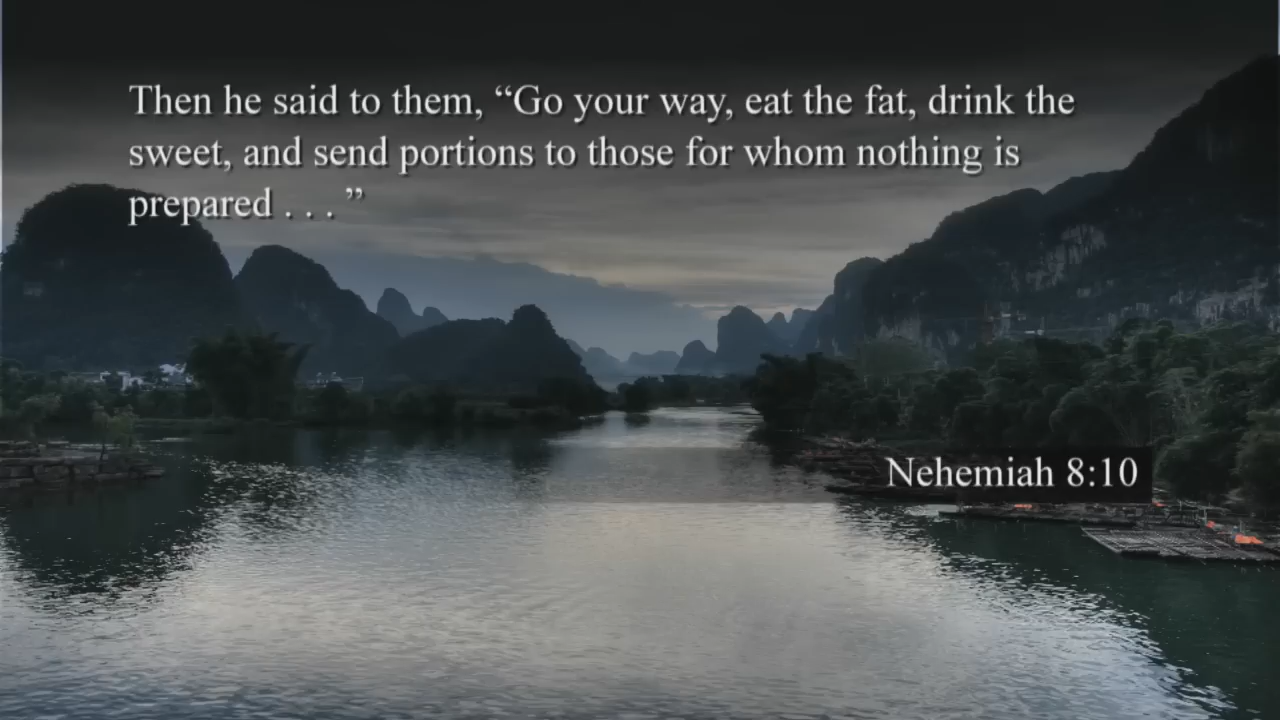 Then he said to them, “Go your way, eat the fat, drink the
sweet, and send portions to those for whom nothing is
prepared . . . ”
Nehemiah 8:10